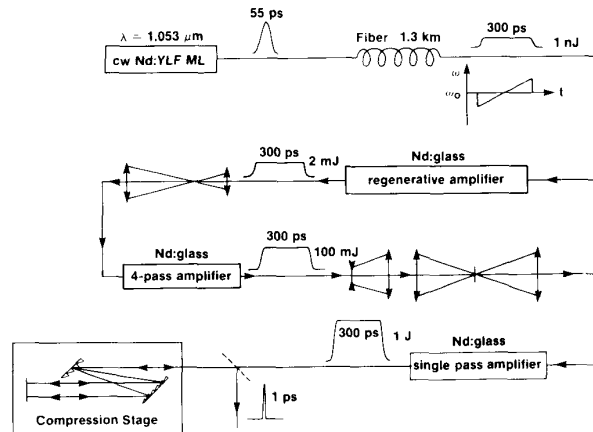 λ = 1.053 μm
cw Nd:YLF ML
55 ps
Fiber 1.3 km
300 ps
1 nJ
ω
ω₀
t
Nd:glass
regenerative amplifier
300 ps
2 mJ
Nd:glass
4-pass amplifier
300 ps
100 mJ
300 ps
1 J
Nd:glass
single pass amplifier
1 ps
Compression Stage